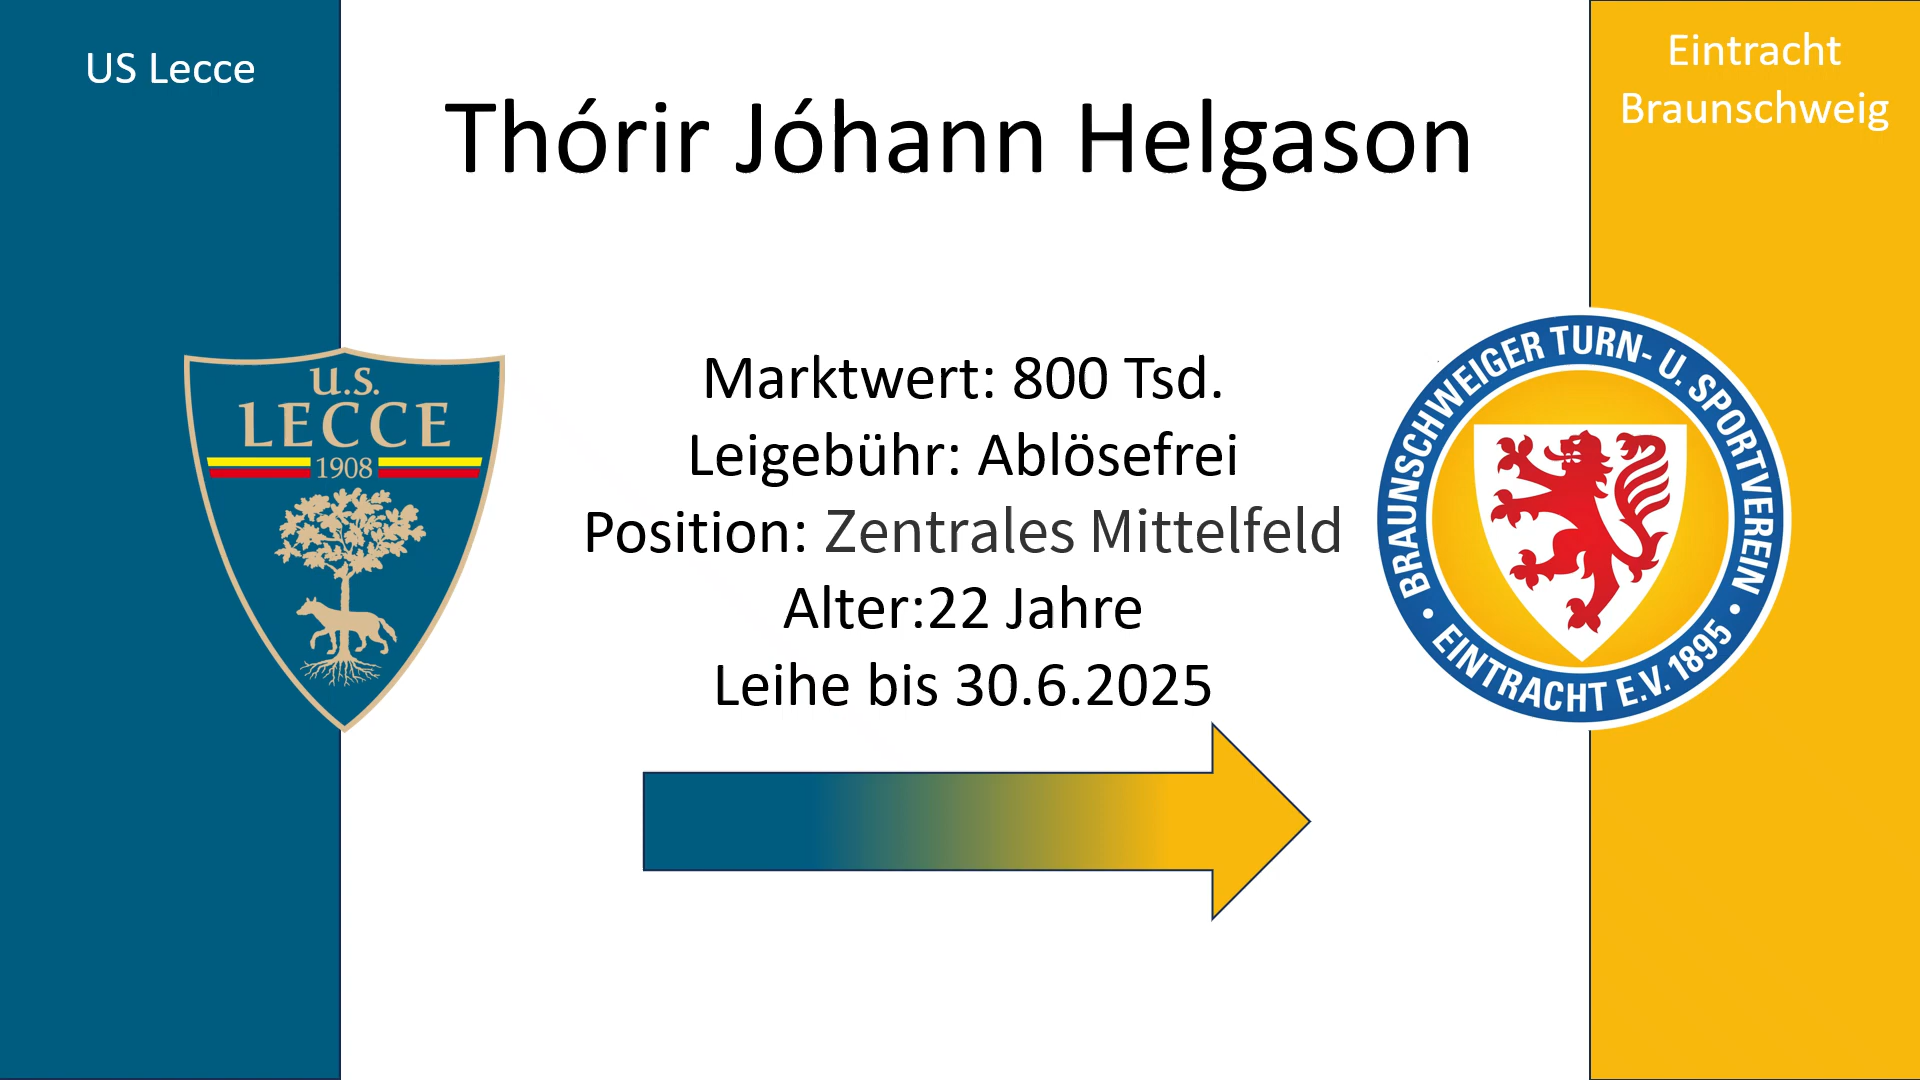 US Lecce
Eintracht
Braunschweig
Thórir Jóhann Helgason
U.S.
LECCE
1908
Marktwert: 800 Tsd.
Leigebühr: Ablösefrei
Position: Zentrales Mittelfeld
Alter:22 Jahre
Leihe bis 30.6.2025
BRAUNSCHWEIGER TURN- U. SPORTVEREIN
• EINTRACHT E.V. 1895 •